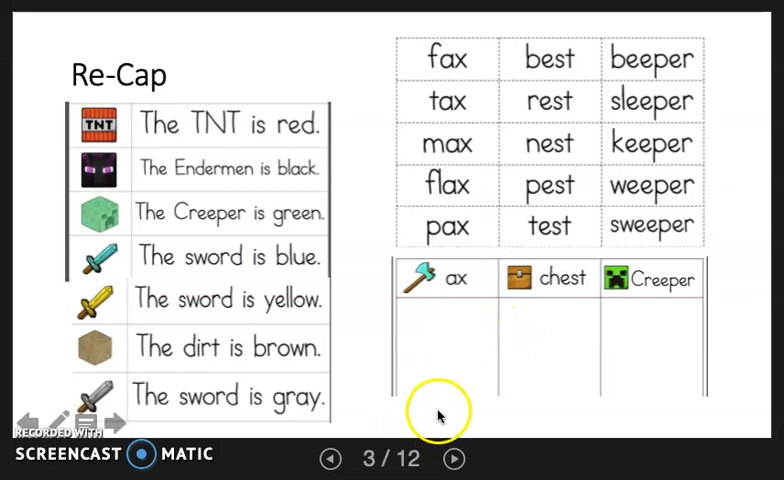 Re-Cap
TNT
The TNT is red.
The Endermen is black.
The Creeper is green.
The sword is blue.
The sword is yellow.
The dirt is brown.
The sword is gray.
fax best beeper
tax rest sleeper
max nest keeper
flax pest weeper
pax test sweeper
ax chest Creeper
RECORDED WITH
SCREENCAST MATIC
3 / 12